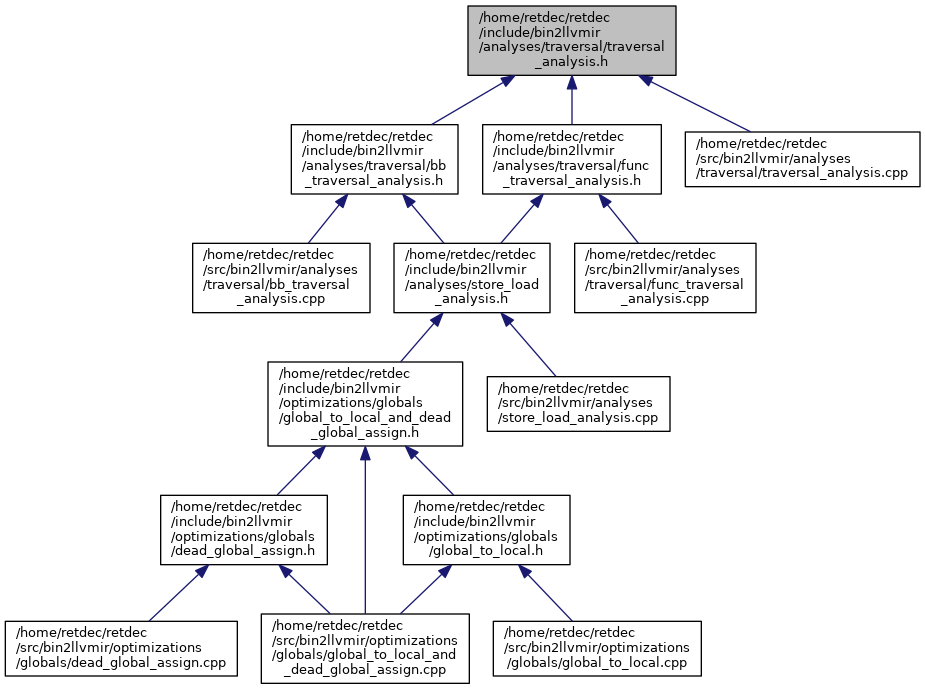 /home/retdec/retdec
/include/bin2llvmir
/analyses/traversal/traversal
_analysis.h
/home/retdec/retdec
/include/bin2llvmir
/analyses/traversal/bb
_traversal_analysis.h
/home/retdec/retdec
/include/bin2llvmir
/analyses/traversal/func
_traversal_analysis.h
/home/retdec/retdec
/src/bin2llvmir/analyses
/traversal/traversal_analysis.cpp
/home/retdec/retdec
/src/bin2llvmir/analyses
/traversal/bb_traversal
_analysis.cpp
/home/retdec/retdec
/include/bin2llvmir
/analyses/store_load
_analysis.h
/home/retdec/retdec
/src/bin2llvmir/analyses
/traversal/func_traversal
_analysis.cpp
/home/retdec/retdec
/include/bin2llvmir
/optimizations/globals
/global_to_local_and_dead
_global_assign.h
/home/retdec/retdec
/src/bin2llvmir/analyses
/store_load_analysis.cpp
/home/retdec/retdec
/include/bin2llvmir
/optimizations/globals
/dead_global_assign.h
/home/retdec/retdec
/include/bin2llvmir
/optimizations/globals
/global_to_local.h
/home/retdec/retdec
/src/bin2llvmir/optimizations
/globals/dead_global_assign.cpp
/home/retdec/retdec
/src/bin2llvmir/optimizations
/globals/global_to_local_and
_dead_global_assign.cpp
/home/retdec/retdec
/src/bin2llvmir/optimizations
/globals/global_to_local.cpp